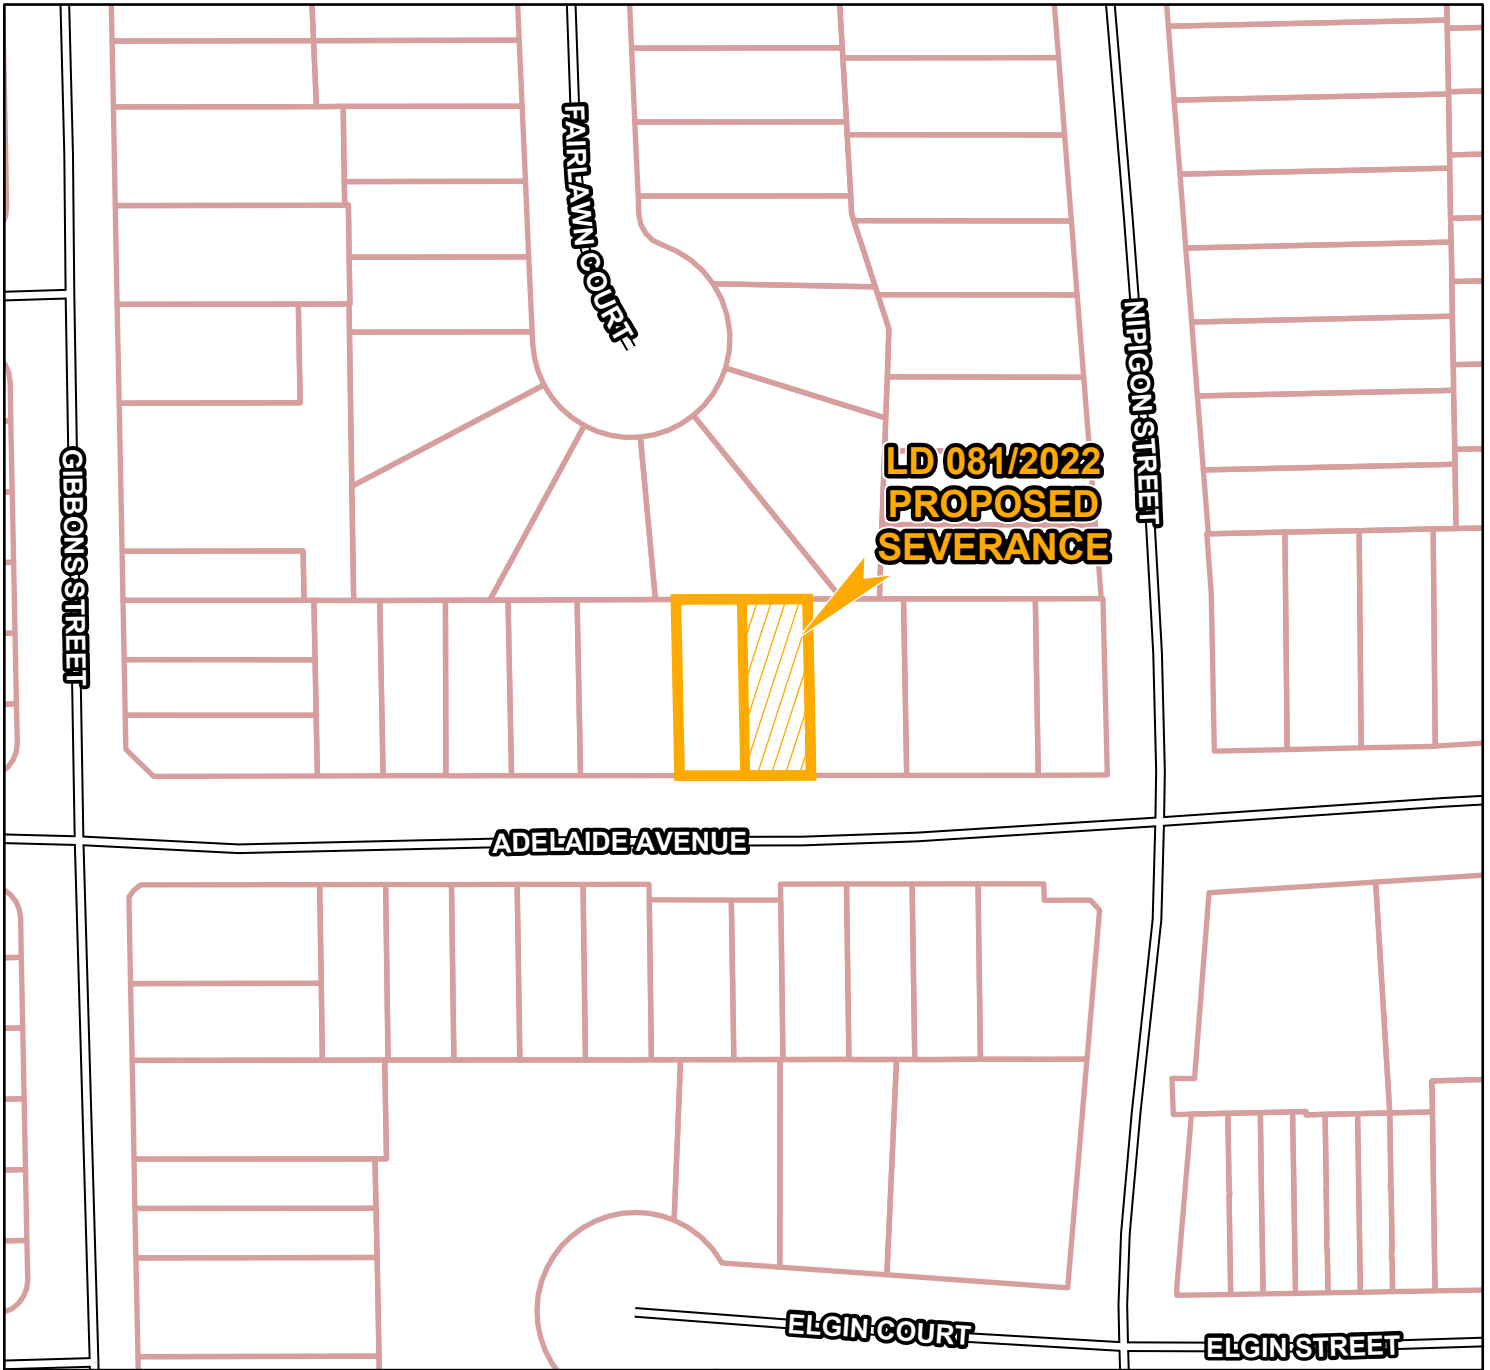 FAIRLAWN COURT
NIPIGON STREET
GIBBONS STREET
LD 081/2022
PROPOSED
SEVERANCE
ADELAIDE AVENUE
ELGIN COURT
ELGIN STREET